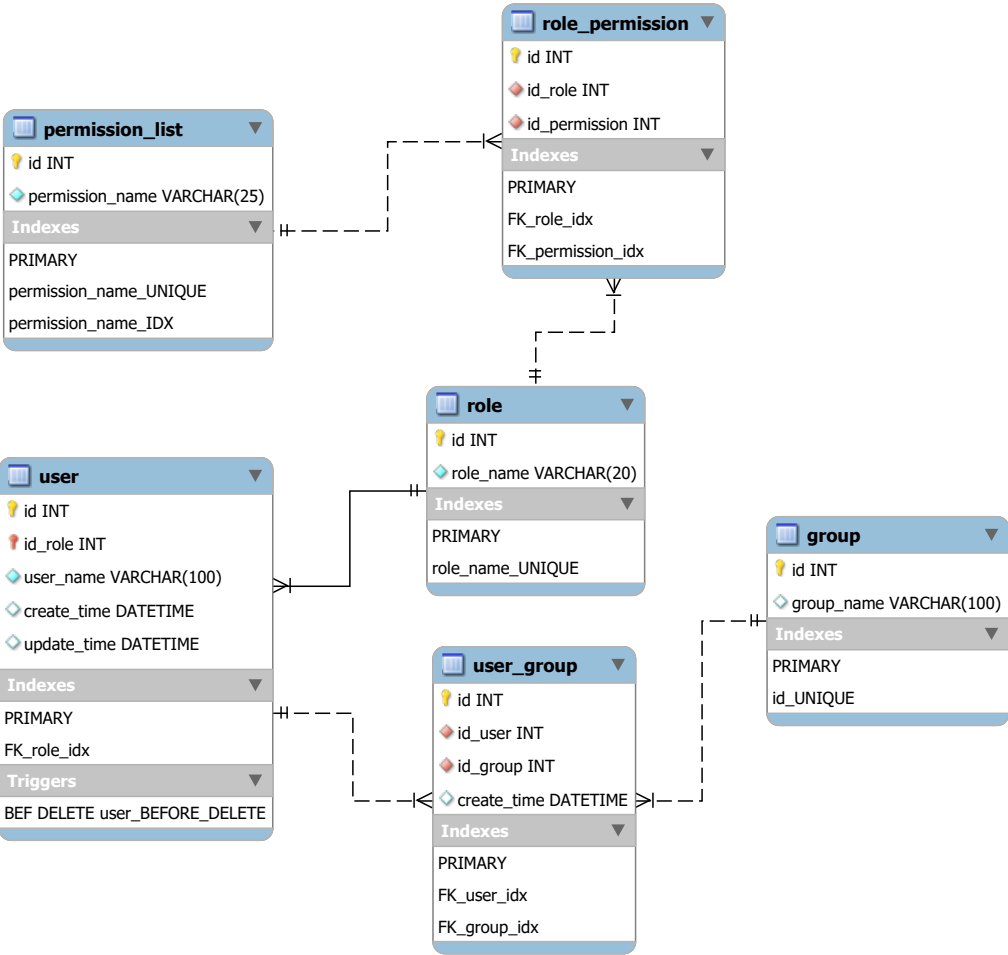 role_permission
id INT
id_role INT
id_permission INT
Indexes
PRIMARY
FK_role_idx
FK_permission_idx
permission_list
id INT
permission_name VARCHAR(25)
Indexes
PRIMARY
permission_name_UNIQUE
permission_name_IDX
role
id INT
role_name VARCHAR(20)
Indexes
PRIMARY
role_name_UNIQUE
user
id INT
id_role INT
user_name VARCHAR(100)
create_time DATETIME
update_time DATETIME
Indexes
PRIMARY
FK_role_idx
Triggers
BEF DELETE user_BEFORE_DELETE
group
id INT
group_name VARCHAR(100)
Indexes
PRIMARY
id_UNIQUE
user_group
id INT
id_user INT
id_group INT
create_time DATETIME
Indexes
PRIMARY
FK_user_idx
FK_group_idx